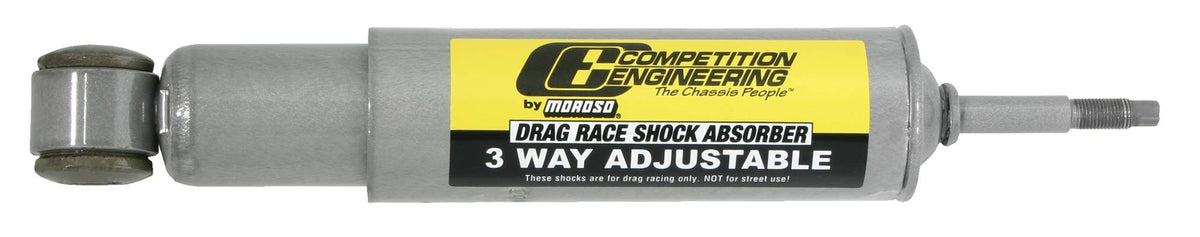 CE COMPETITION
ENGINEERING
The Chassis People™
by MOROSO®
DRAG RACE SHOCK ABSORBER
3 WAY ADJUSTABLE
These shocks are for drag racing only. NOT for street use!